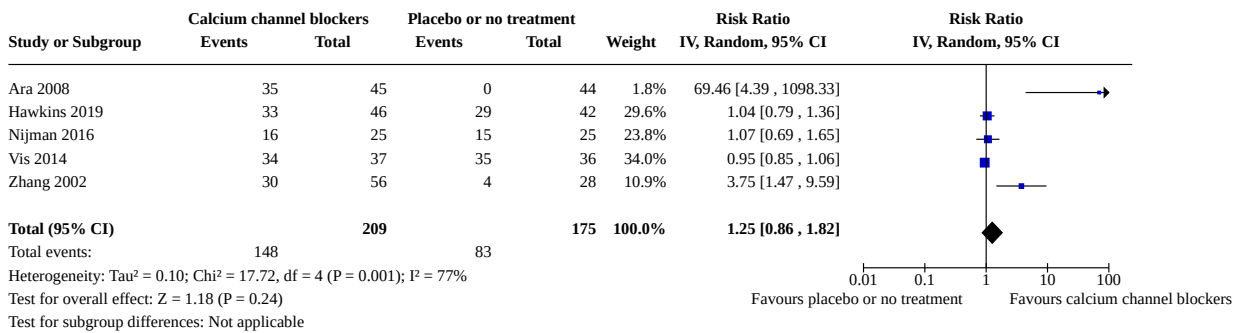 Calcium channel blockers Placebo or no treatment Risk Ratio Risk Ratio
Study or Subgroup Events Total Events Total Weight IV, Random, 95% CI IV, Random, 95% CI
Ara 2008 35 45 0 44 1.8% 69.46 [4.39 , 1098.33]
Hawkins 2019 33 46 29 42 29.6% 1.04 [0.79 , 1.36]
Nijman 2016 16 25 15 25 23.8% 1.07 [0.69 , 1.65]
Vis 2014 34 37 35 36 34.0% 0.95 [0.85 , 1.06]
Zhang 2002 30 56 4 28 10.9% 3.75 [1.47 , 9.59]
Total (95% CI) 209 175 100.0% 1.25 [0.86 , 1.82]
Total events: 148 83
Heterogeneity: Tau² = 0.10; Chi² = 17.72, df = 4 (P = 0.001); I² = 77%
Test for overall effect: Z = 1.18 (P = 0.24)
Test for subgroup differences: Not applicable
0.01 0.1 1 10 100
Favours placebo or no treatment Favours calcium channel blockers